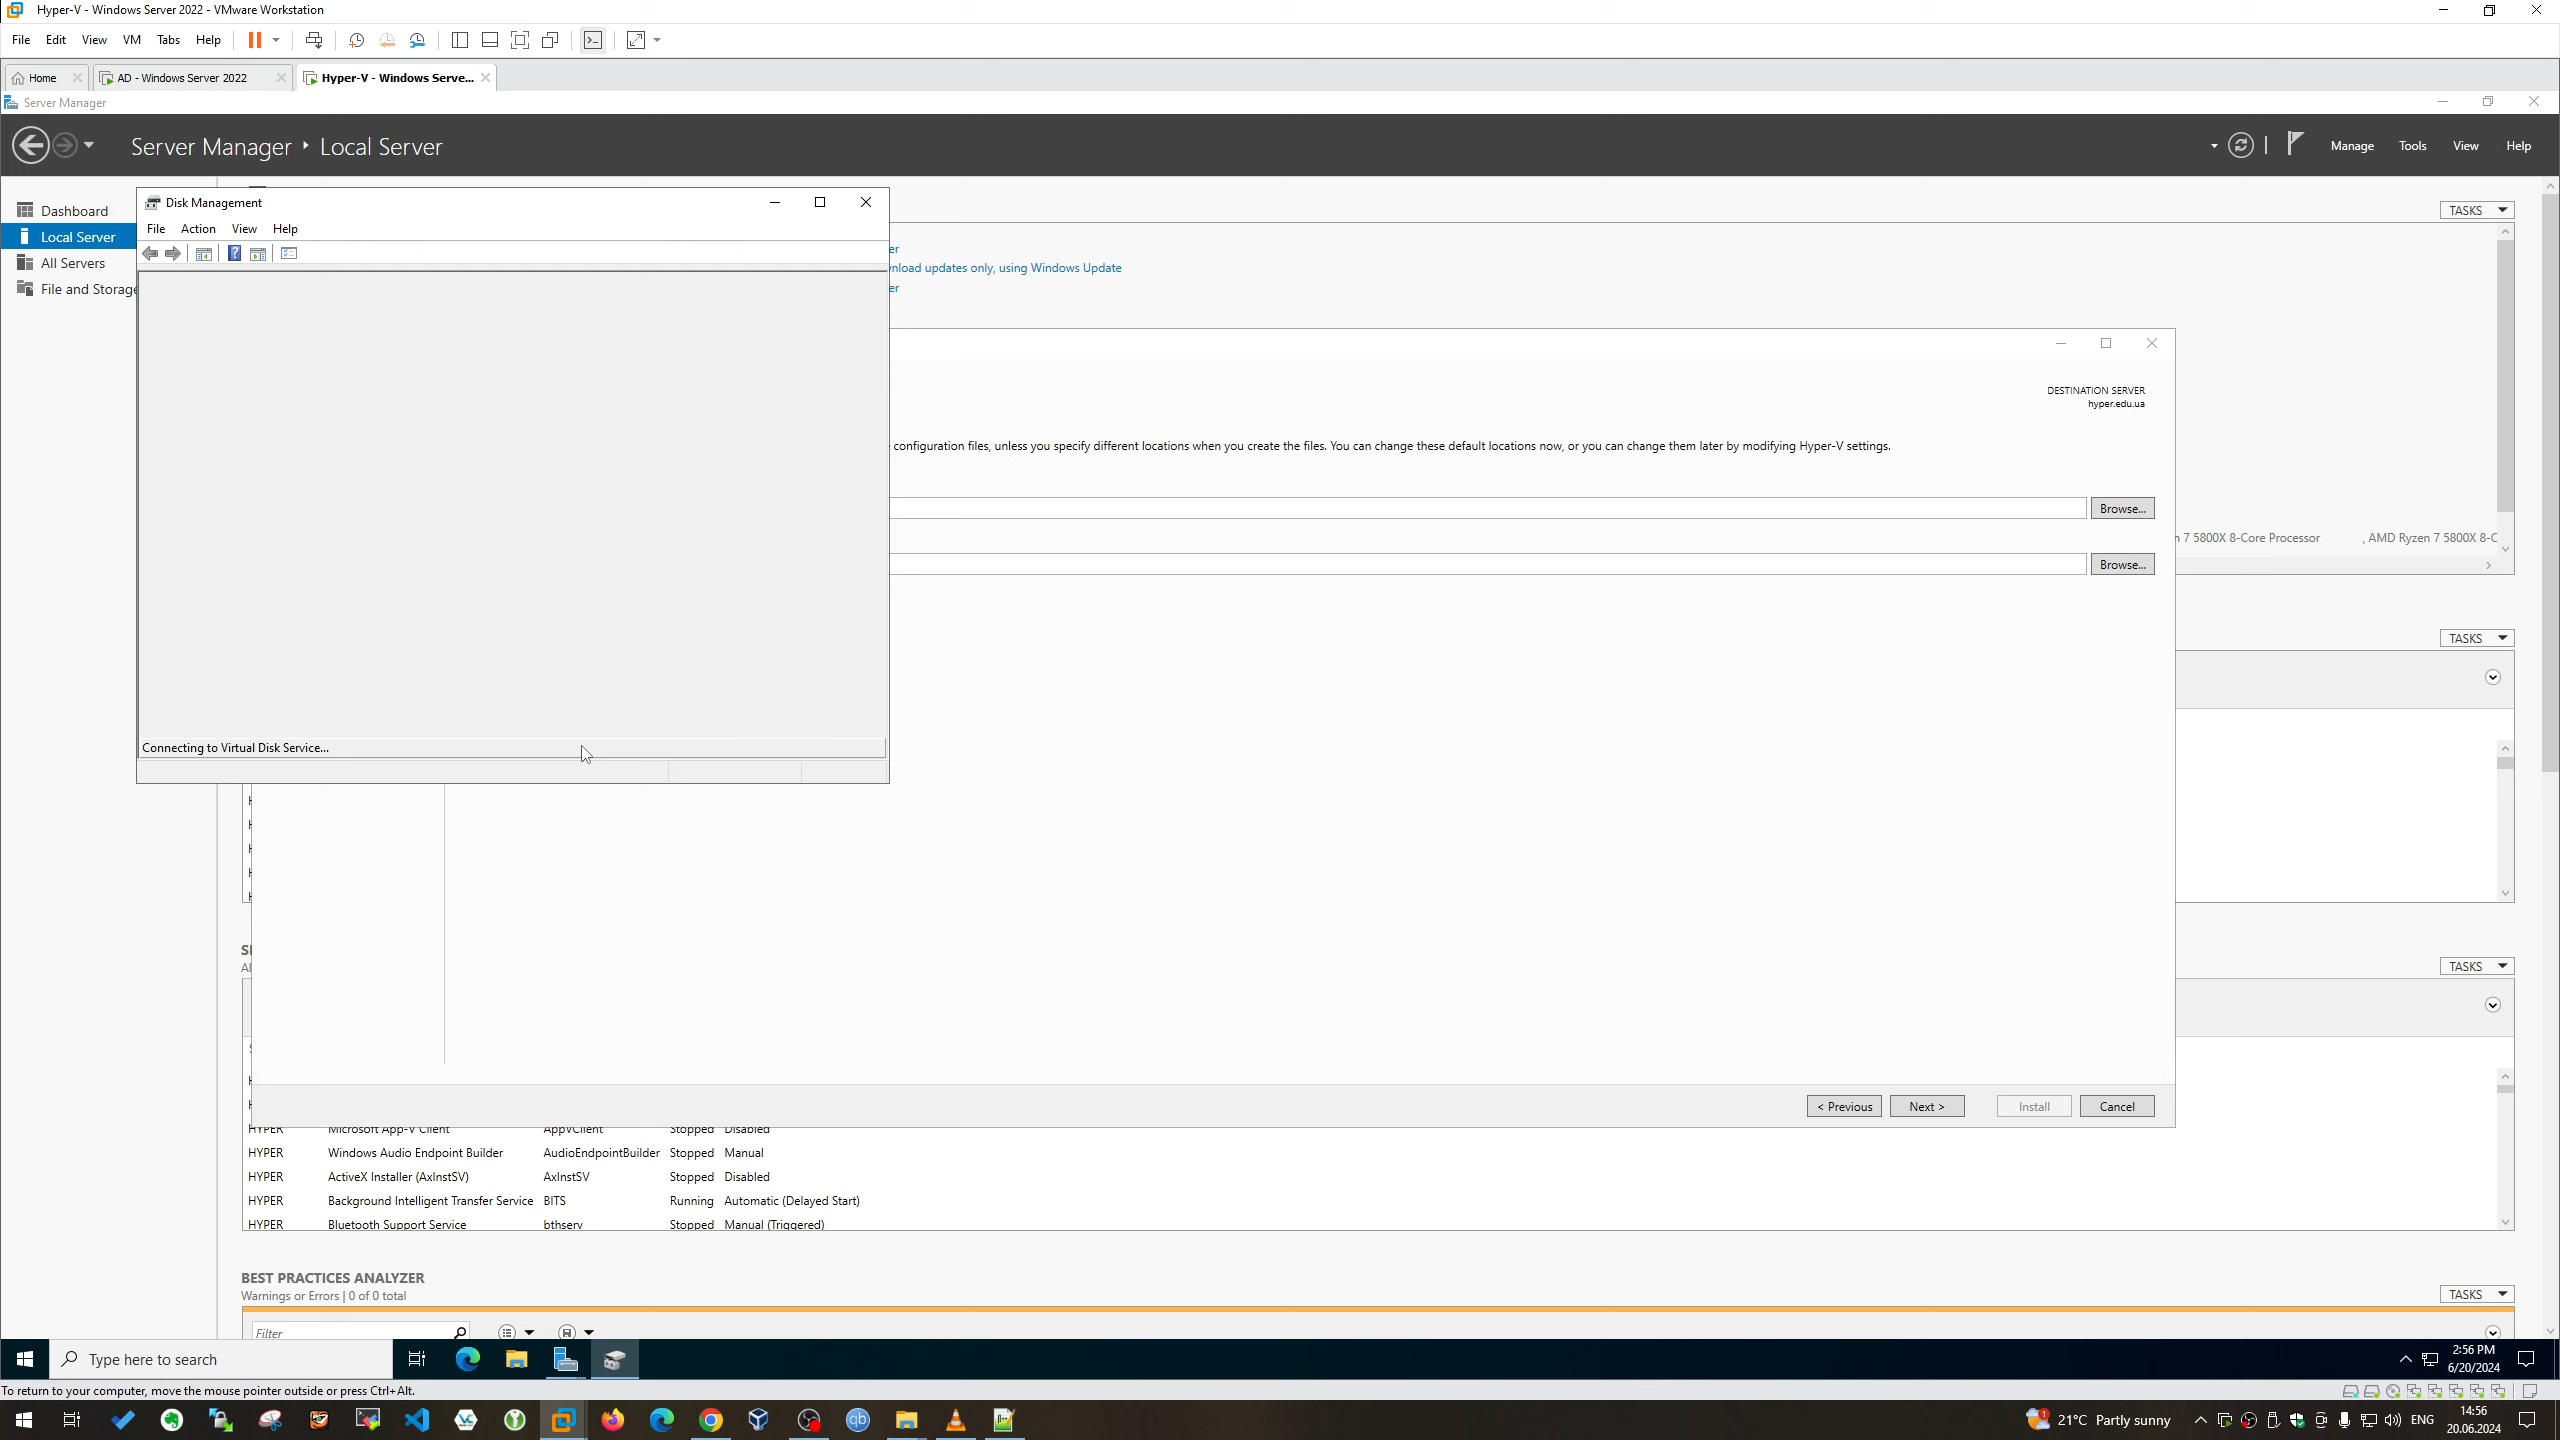 Hyper-V - Windows Server 2022 - VMware Workstation
File Edit View VM Tabs Help
Home AD - Windows Server 2022 Hyper-V - Windows Serve...
Server Manager
Server Manager Local Server
Manage Tools View Help
Dashboard
Local Server
All Servers
File and Storage
TASKS
Disk Management
File Action View Help
er
nload updates only, using Windows Update
er
DESTINATION SERVER
hyper.edu.ua
configuration files, unless you specify different locations when you create the files. You can change these default locations now, or you can change them later by modifying Hyper-V settings.
Browse...
7 5800X 8-Core Processor , AMD Ryzen 7 5800X 8-C
Browse...
TASKS
Connecting to Virtual Disk Service...
TASKS
< Previous Next > Install Cancel
HYPER Microsoft App-V Client AppVClient Stopped Disabled
HYPER Windows Audio Endpoint Builder AudioEndpointBuilder Stopped Manual
HYPER ActiveX Installer (AxInstSV) AxInstSV Stopped Disabled
HYPER Background Intelligent Transfer Service BITS Running Automatic (Delayed Start)
HYPER Bluetooth Support Service bthserv Stopped Manual (Triggered)
BEST PRACTICES ANALYZER
Warnings or Errors | 0 of 0 total
TASKS
Filter
Type here to search
2:56 PM
6/20/2024
To return to your computer, move the mouse pointer outside or press Ctrl+Alt.
21°C Partly sunny
ENG
14:56
20.06.2024